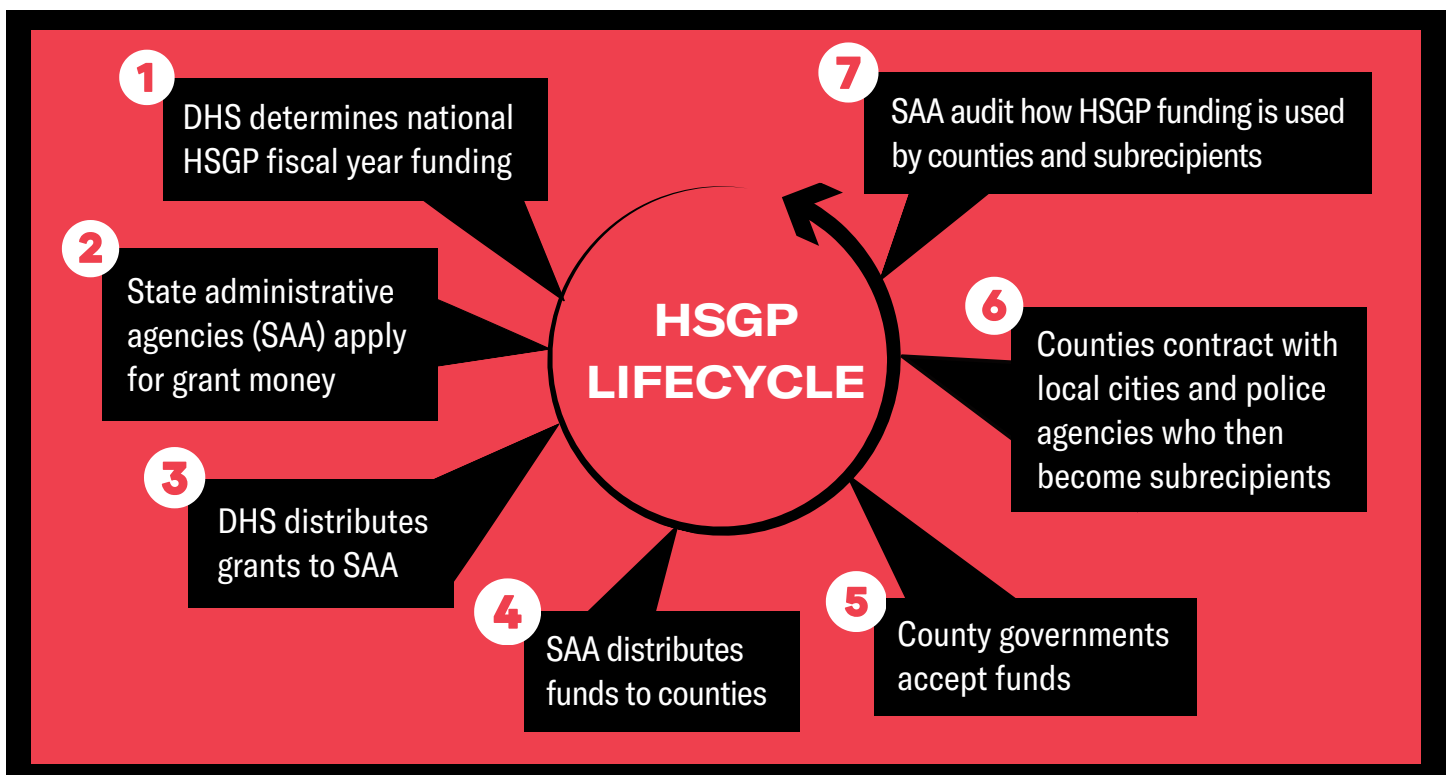 1
DHS determines national
HSGP fiscal year funding
2
State administrative
agencies (SAA) apply
for grant money
3
DHS distributes
grants to SAA
4
SAA distributes
funds to counties
5
County governments
accept funds
6
Counties contract with
local cities and police
agencies who then
become subrecipients
7
SAA audit how HSGP funding is used
by counties and subrecipients
HSGP
LIFECYCLE